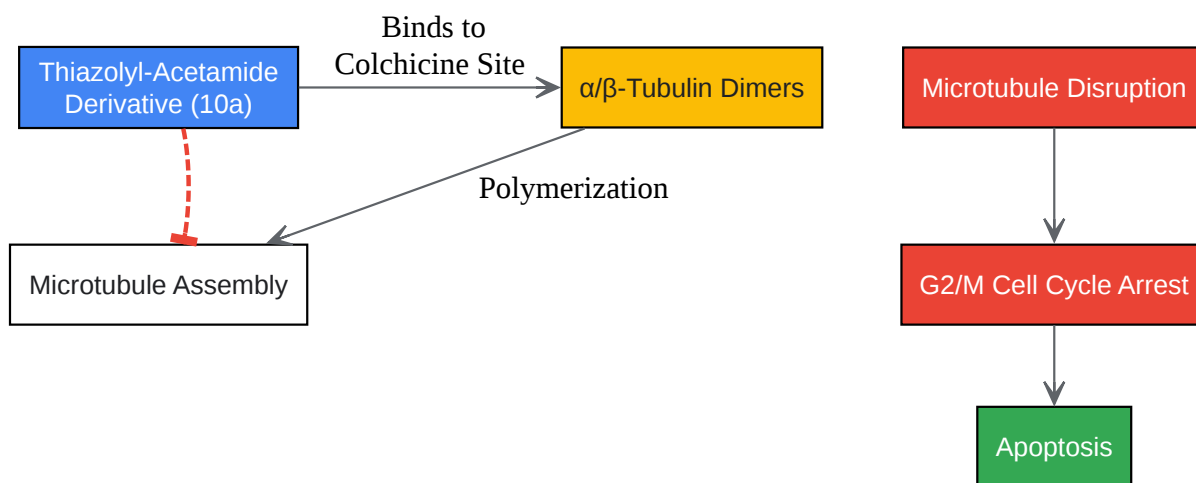 Binds to
Colchicine Site
Thiazolyl-Acetamide
Derivative (10a)
α/β-Tubulin Dimers
Microtubule Disruption
Polymerization
Microtubule Assembly
G2/M Cell Cycle Arrest
Apoptosis